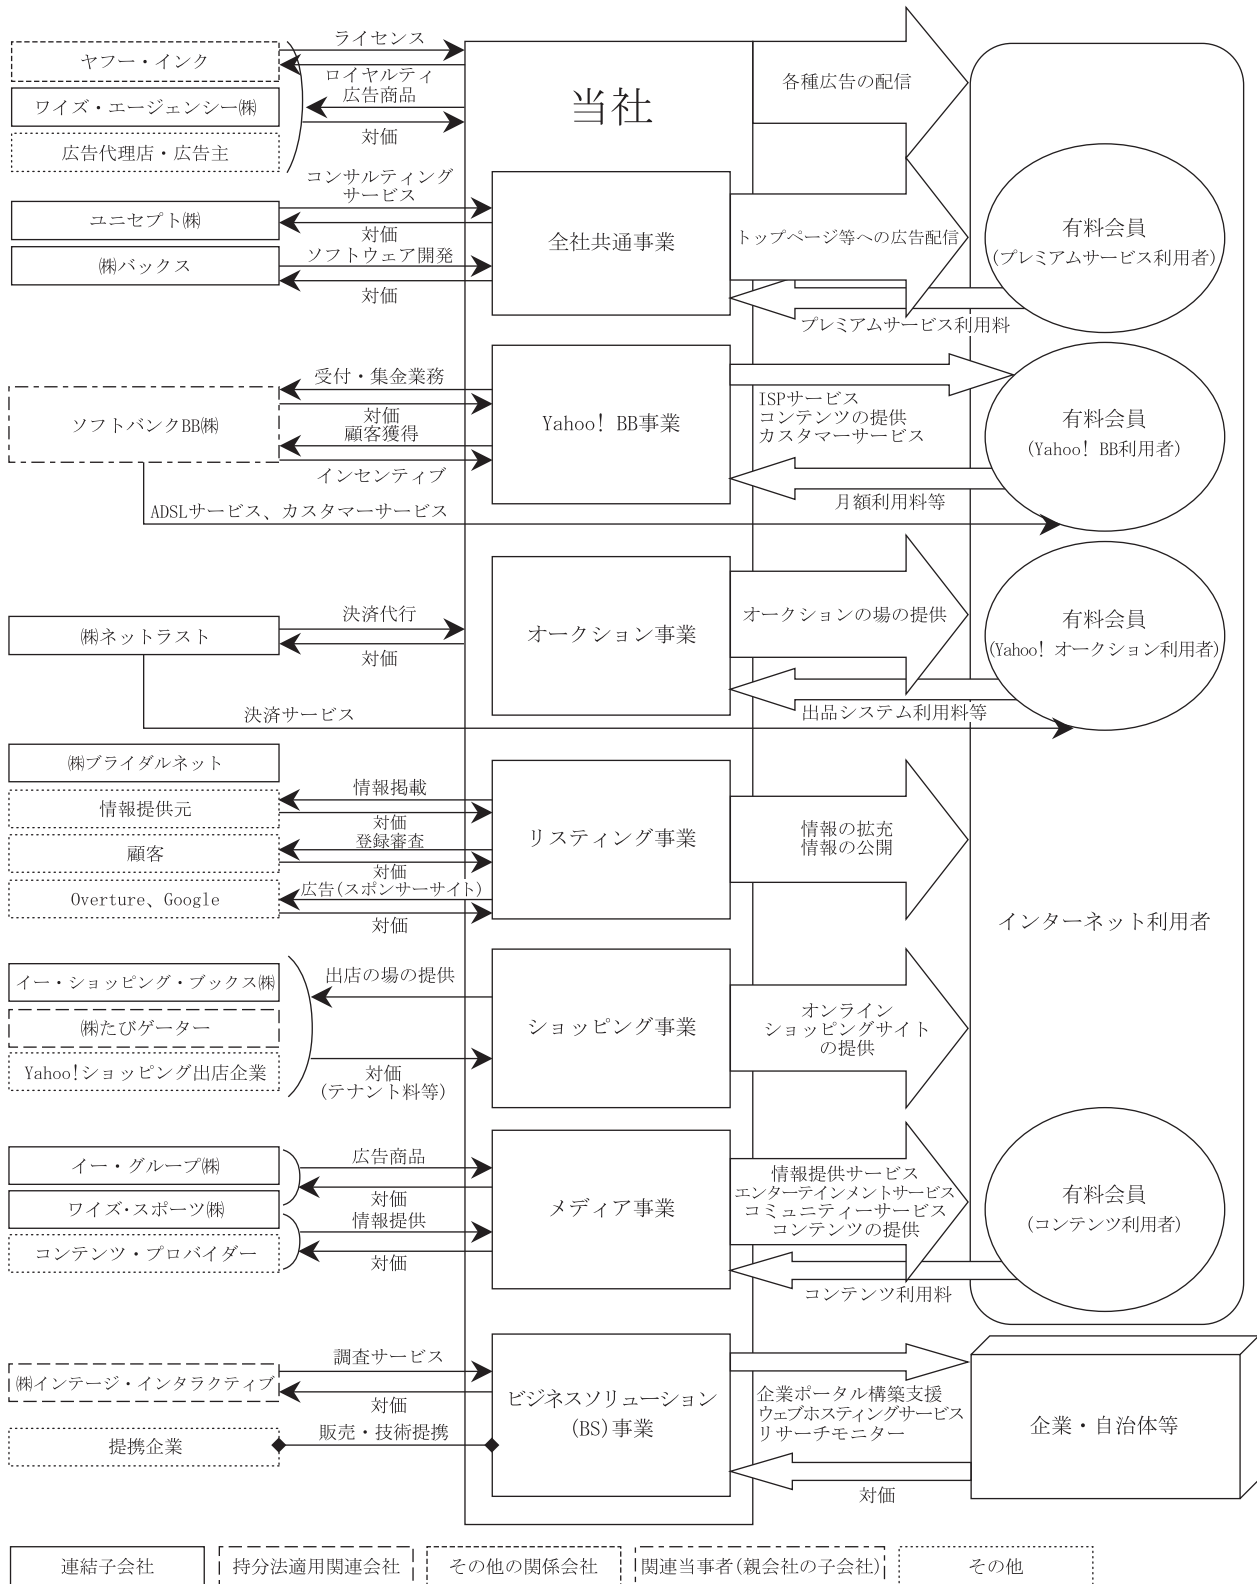 ヤフー・インク
ワイズ・エージェンシー㈱
広告代理店・広告主
ライセンス
ロイヤルティ
広告商品
対価
当社
各種広告の配信
ユニセプト㈱
㈱バックス
コンサルティング
サービス
対価
ソフトウェア開発
対価
全社共通事業
トップページ等への広告配信
プレミアムサービス利用料
有料会員
(プレミアムサービス利用者)
ソフトバンクBB㈱
受付・集金業務
対価
顧客獲得
インセンティブ
ADSLサービス、カスタマーサービス
Yahoo! BB事業
ISPサービス
コンテンツの提供
カスタマーサービス
月額利用料等
有料会員
(Yahoo! BB利用者)
㈱ネットラスト
決済代行
対価
決済サービス
オークション事業
オークションの場の提供
出品システム利用料等
有料会員
(Yahoo! オークション利用者)
㈱ブライダルネット
情報提供元
顧客
Overture、Google
情報掲載
対価
登録審査
対価
広告(スポンサーサイト)
対価
リスティング事業
情報の拡充
情報の公開
インターネット利用者
イー・ショッピング・ブックス㈱
㈱たびゲーター
Yahoo!ショッピング出店企業
出店の場の提供
対価
(テナント料等)
ショッピング事業
オンライン
ショッピングサイト
の提供
イー・グループ㈱
ワイズ・スポーツ㈱
コンテンツ・プロバイダー
広告商品
対価
情報提供
対価
メディア事業
情報提供サービス
エンターテインメントサービス
コミュニティーサービス
コンテンツの提供
コンテンツ利用料
有料会員
(コンテンツ利用者)
㈱インテージ・インタラクティブ
提携企業
調査サービス
対価
販売・技術提携
ビジネスソリューション
(BS)事業
企業ポータル構築支援
ウェブホスティングサービス
リサーチモニター
対価
企業・自治体等
連結子会社
持分法適用関連会社
その他の関係会社
関連当事者(親会社の子会社)
その他